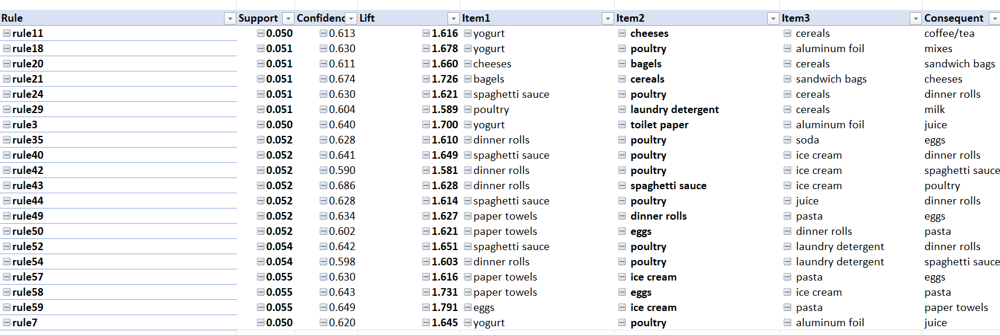 Rule Support Confidenc Lift Item1 Item2 Item3 Consequent
rule11 0.050 0.613 1.616 yogurt cheeses cereals coffee/tea
rule18 0.051 0.630 1.678 yogurt poultry aluminum foil mixes
rule20 0.051 0.611 1.660 cheeses bagels cereals sandwich bags
rule21 0.051 0.674 1.726 bagels cereals sandwich bags cheeses
rule24 0.051 0.630 1.621 spaghetti sauce poultry cereals dinner rolls
rule29 0.051 0.604 1.589 poultry laundry detergent cereals milk
rule3 0.050 0.640 1.700 yogurt toilet paper aluminum foil juice
rule35 0.052 0.628 1.610 dinner rolls poultry soda eggs
rule40 0.052 0.641 1.649 spaghetti sauce poultry ice cream dinner rolls
rule42 0.052 0.590 1.581 dinner rolls poultry ice cream spaghetti sauce
rule43 0.052 0.686 1.628 dinner rolls spaghetti sauce ice cream poultry
rule44 0.052 0.628 1.614 spaghetti sauce poultry juice dinner rolls
rule49 0.052 0.634 1.627 paper towels dinner rolls pasta eggs
rule50 0.052 0.602 1.621 paper towels eggs dinner rolls pasta
rule52 0.054 0.642 1.651 spaghetti sauce poultry laundry detergent dinner rolls
rule54 0.054 0.598 1.603 dinner rolls poultry laundry detergent spaghetti sauce
rule57 0.055 0.630 1.616 paper towels ice cream pasta eggs
rule58 0.055 0.643 1.731 paper towels eggs ice cream pasta
rule59 0.055 0.649 1.791 eggs ice cream pasta paper towels
rule7 0.050 0.620 1.645 yogurt poultry aluminum foil juice